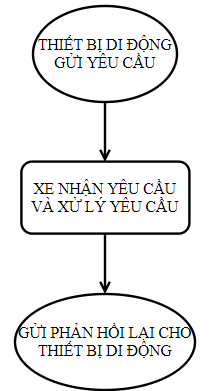 THIẾT BỊ DI ĐỘNG
GỬI YÊU CẦU
XE NHẬN YÊU CẦU
VÀ XỬ LÝ YÊU CẦU
GỬI PHẢN HỒI LẠI CHO
THIẾT BỊ DI ĐỘNG